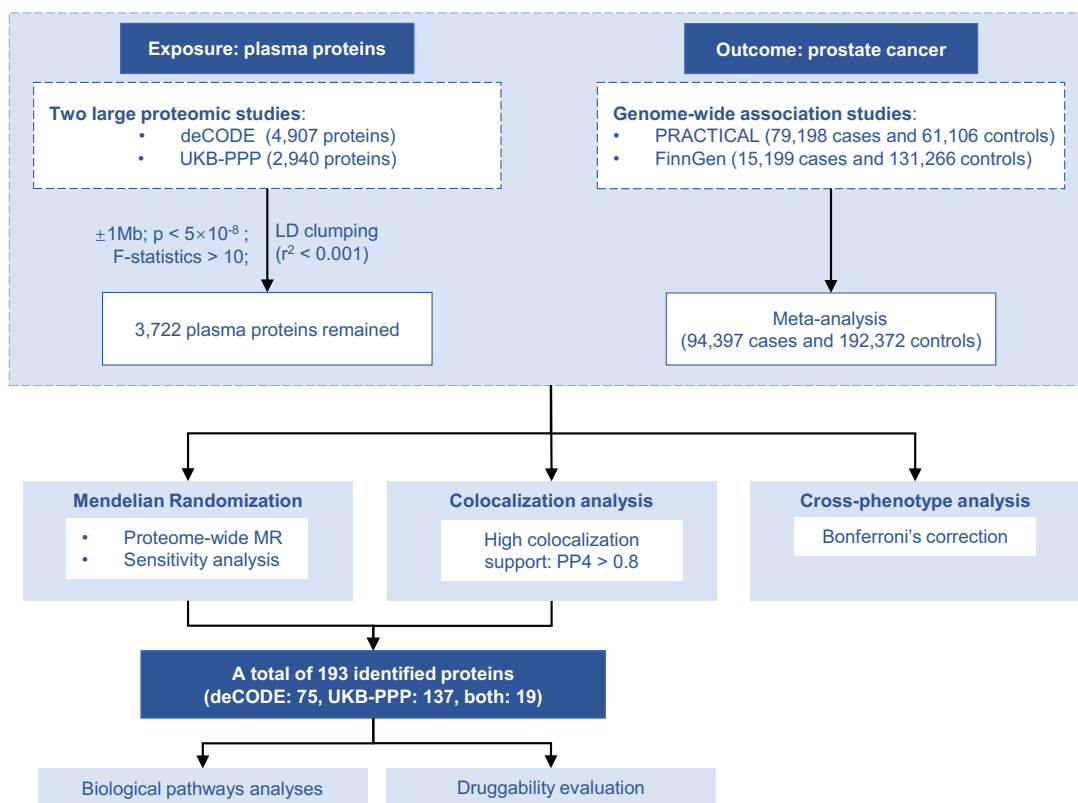 Exposure: plasma proteins
Two large proteomic studies:
• deCODE (4,907 proteins)
• UKB-PPP (2,940 proteins)
±1Mb; p < 5×10⁻⁸ ;
F-statistics > 10;
LD clumping
(r² < 0.001)
3,722 plasma proteins remained
Outcome: prostate cancer
Genome-wide association studies:
• PRACTICAL (79,198 cases and 61,106 controls)
• FinnGen (15,199 cases and 131,266 controls)
Meta-analysis
(94,397 cases and 192,372 controls)
Mendelian Randomization
• Proteome-wide MR
• Sensitivity analysis
Colocalization analysis
High colocalization
support: PP4 > 0.8
Cross-phenotype analysis
Bonferroni's correction
A total of 193 identified proteins
(deCODE: 75, UKB-PPP: 137, both: 19)
Biological pathways analyses
Druggability evaluation